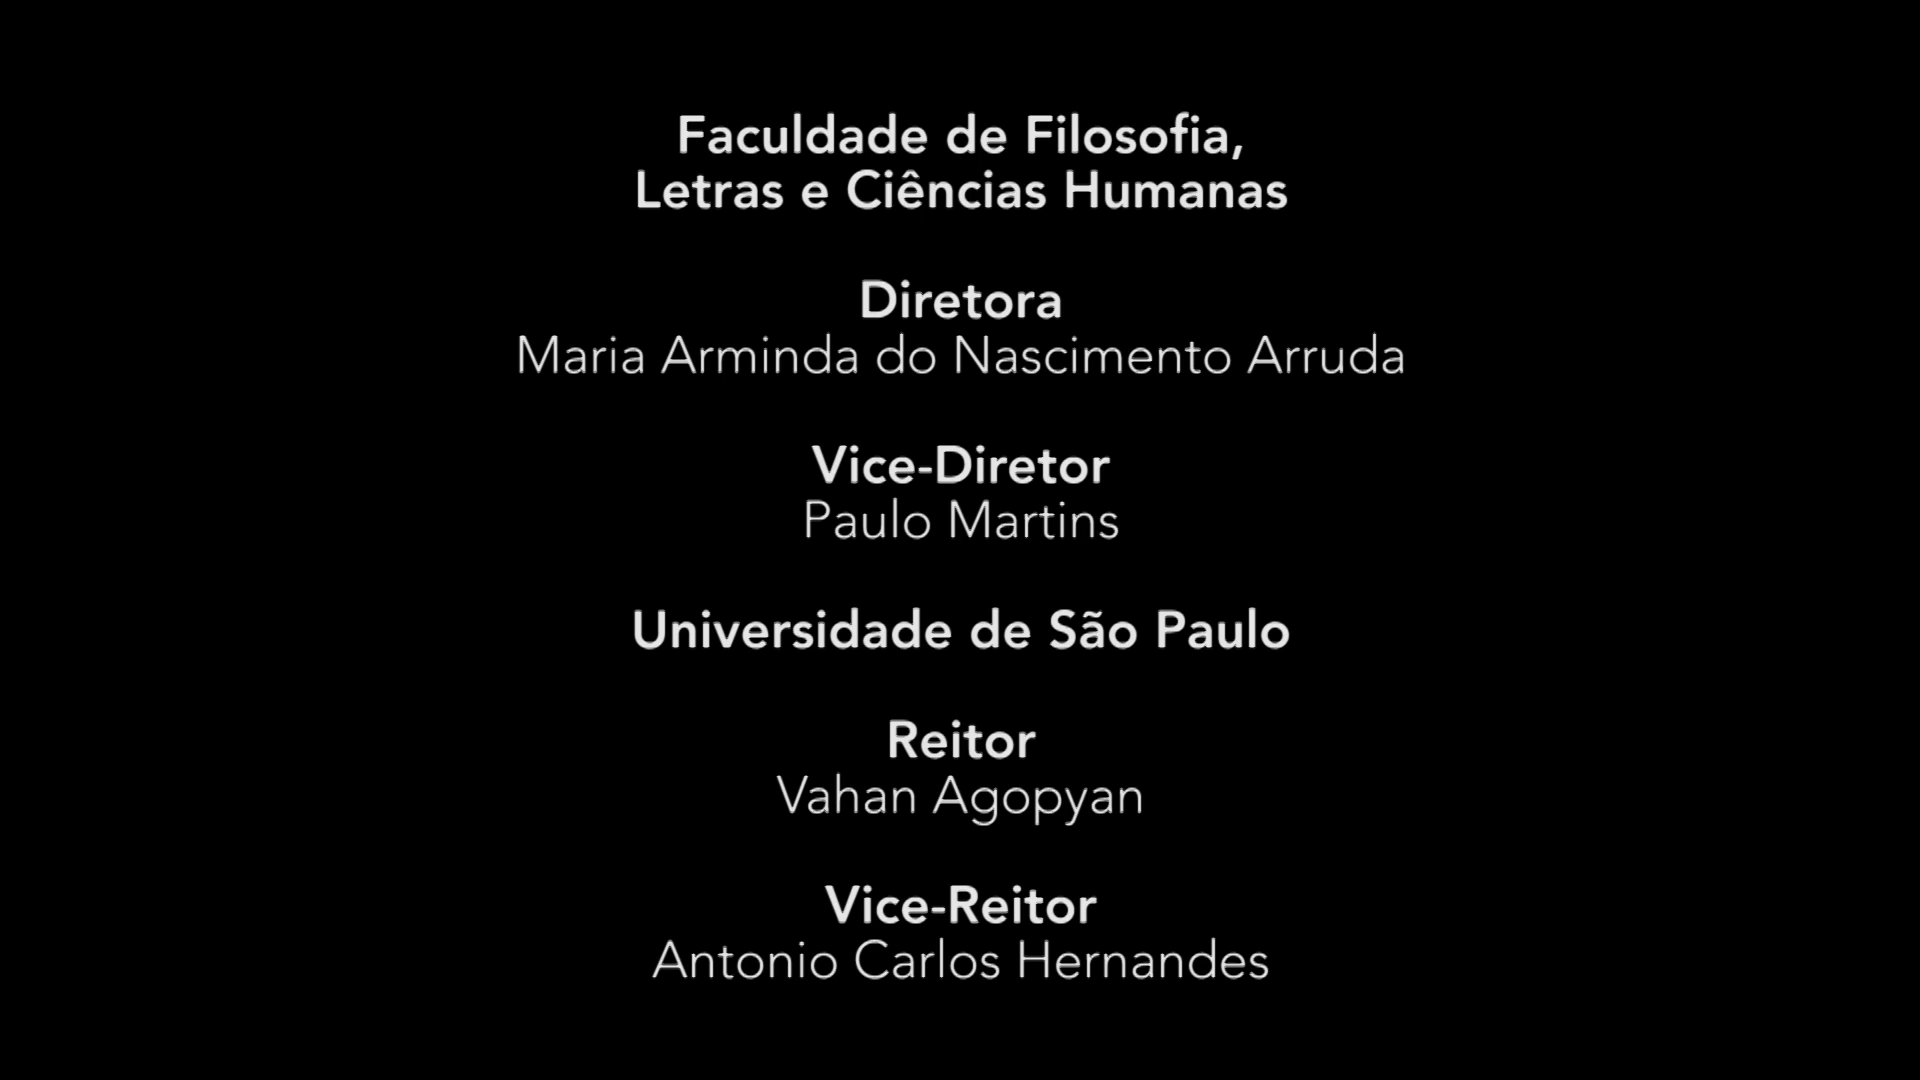 Faculdade de Filosofia,
Letras e Ciências Humanas
Diretora
Maria Arminda do Nascimento Arruda
Vice-Diretor
Paulo Martins
Universidade de São Paulo
Reitor
Vahan Agopyan
Vice-Reitor
Antonio Carlos Hernandes